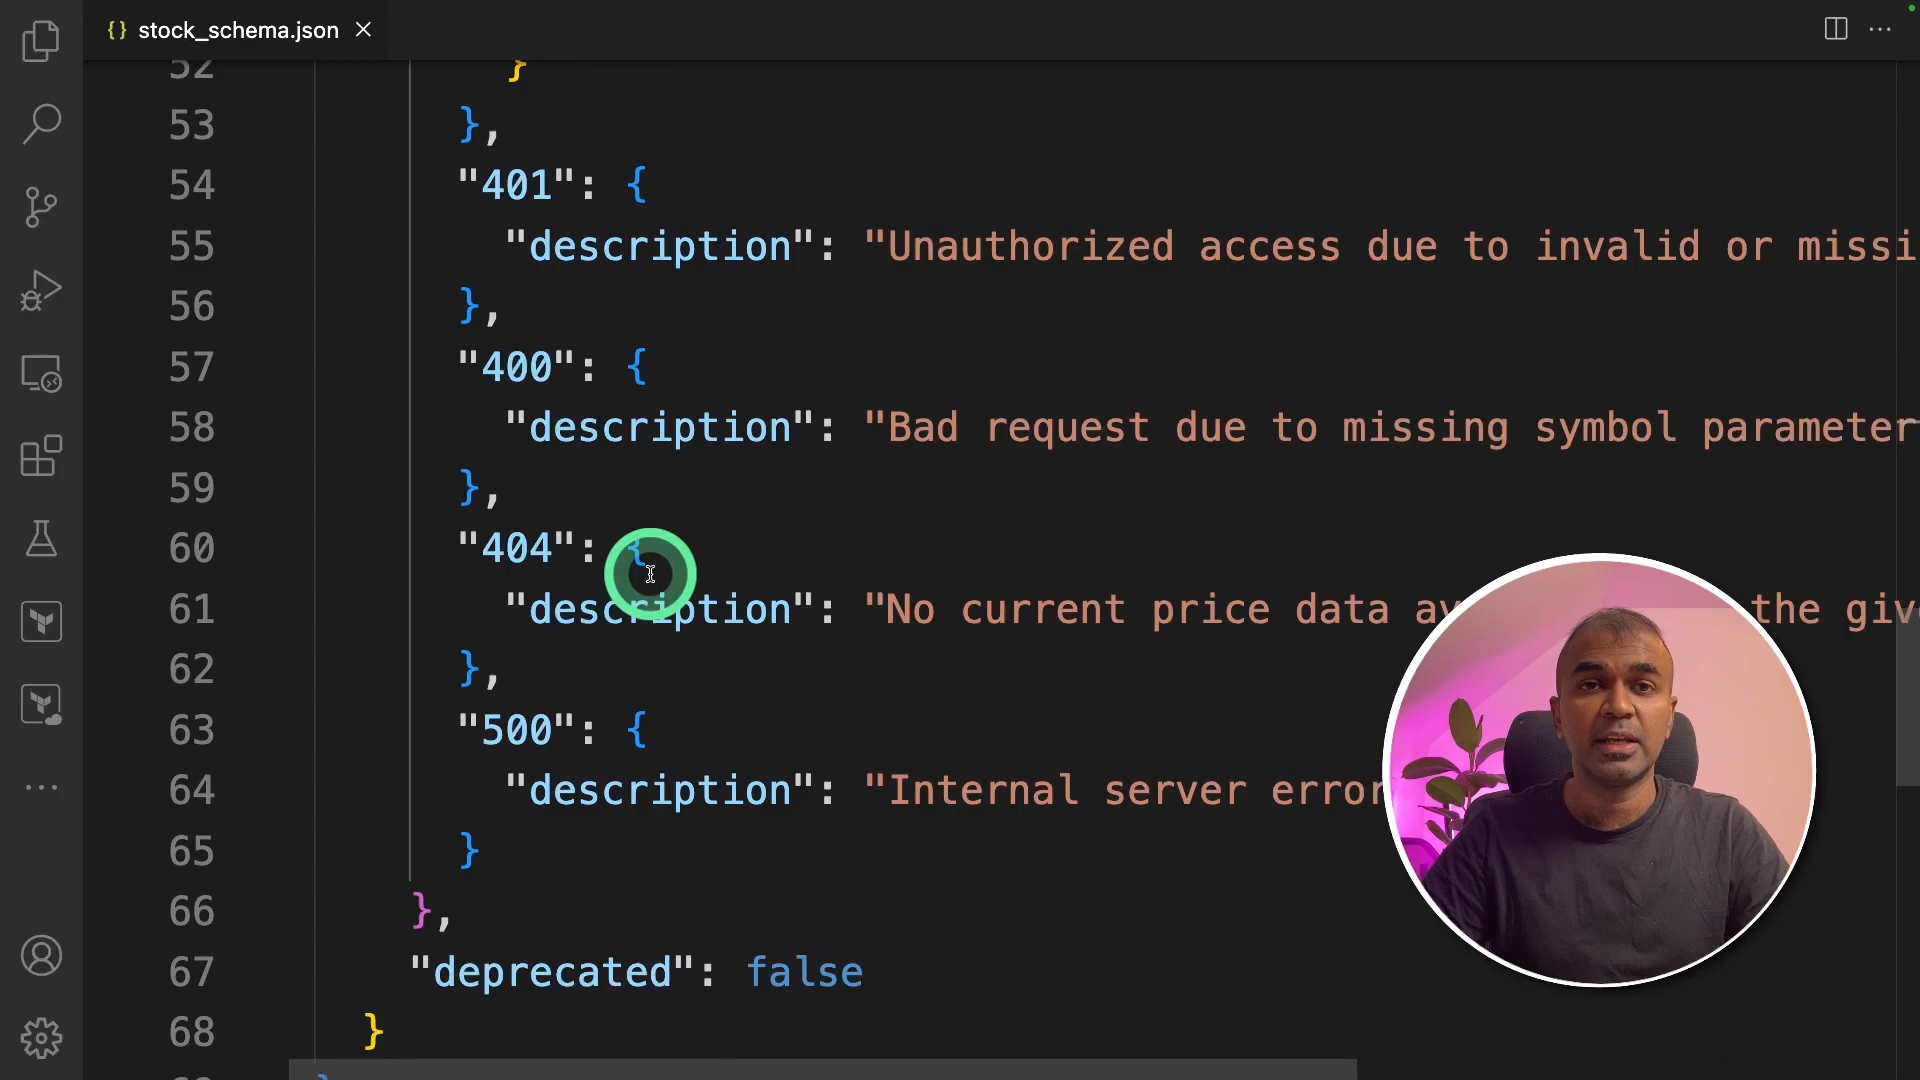 {} stock_schema.json
52 }
53 },
54 "401": {
55 "description": "Unauthorized access due to invalid or missi
56 },
57 "400": {
58 "description": "Bad request due to missing symbol parameter
59 },
60 "404": {
61 "description": "No current price data av the giv
62 },
63 "500": {
64 "description": "Internal server error
65 }
66 },
67 "deprecated": false
68 }